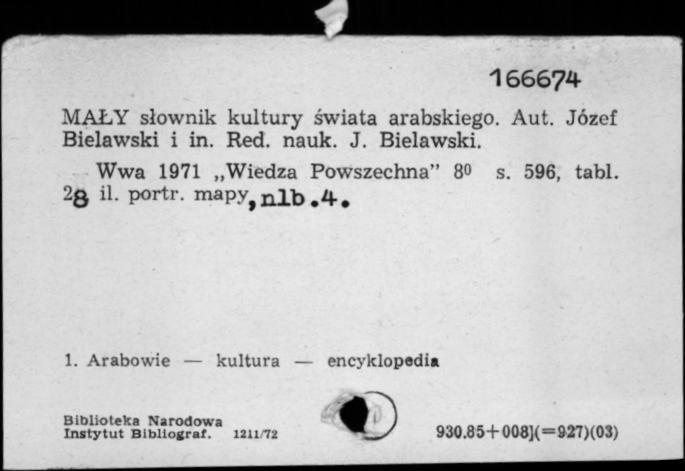 166674
MAŁY słownik kultury świata arabskiego. Aut. Józef
Bielawski i in. Red. nauk. J. Bielawski.
Wwa 1971 „Wiedza Powszechna” 8⁰ s. 596, tabl.
28 il. portr. mapy, nlb.4.
1. Arabowie — kultura — encyklopedia
Biblioteka Narodowa
Instytut Bibliograf. 1211/72
930.85+008](=927)(03)